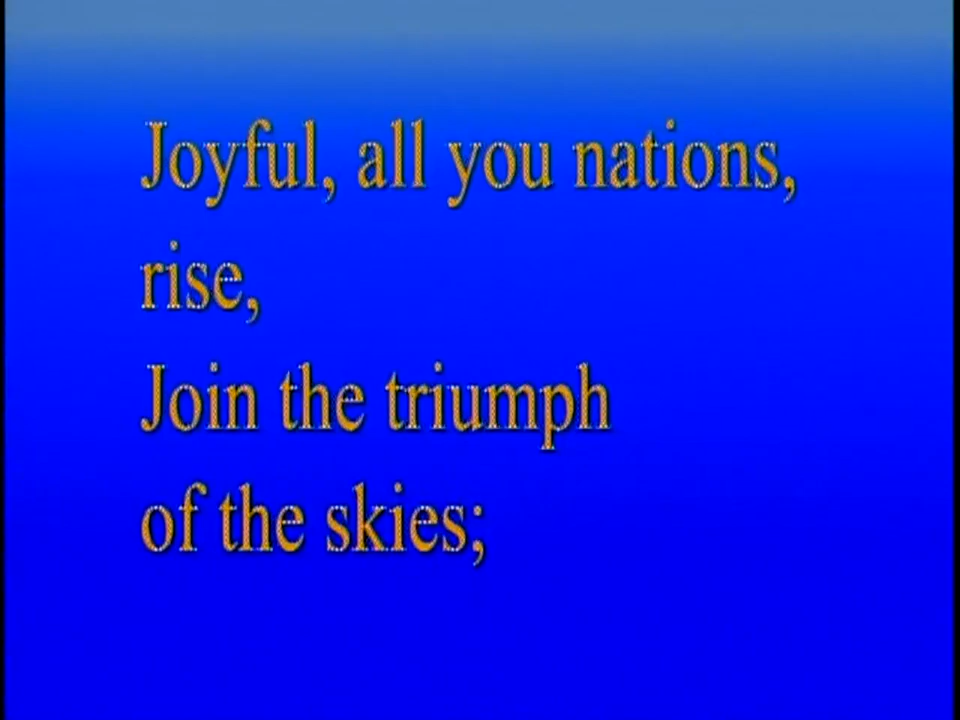 Joyful, all you nations,
rise,
Join the triumph
of the skies;